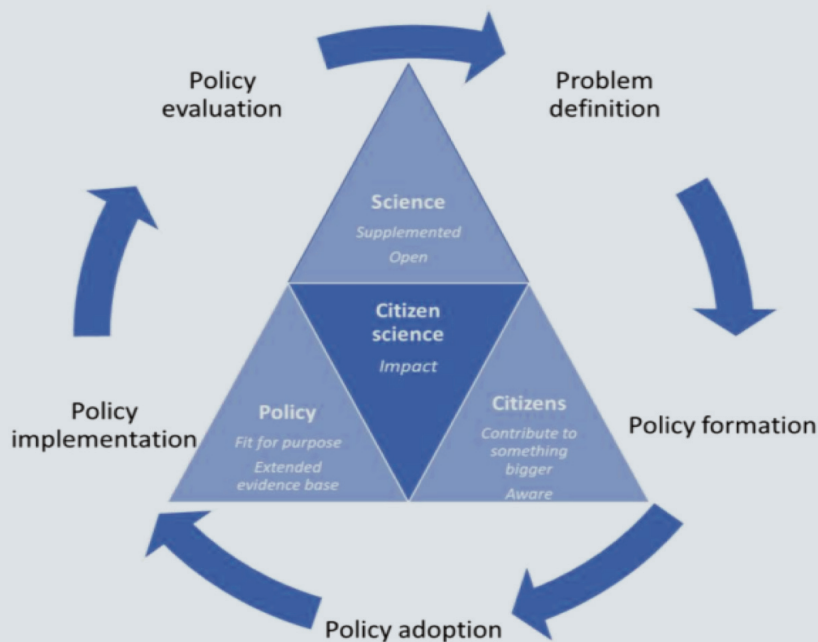 Policy
evaluation
Problem
definition
Science
Supplemented
Open
Citizen
science
Impact
Policy
implementation
Policy
Fit for purpose
Extended
evidence base
Citizens
Contribute to
something
bigger
Aware
Policy formation
Policy adoption